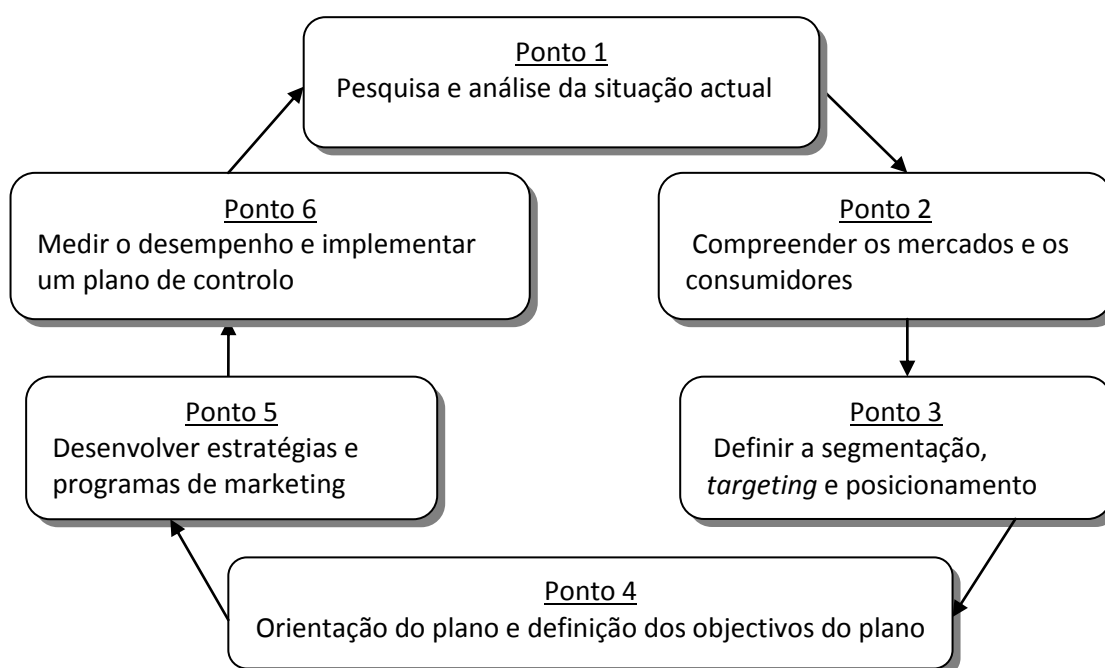 Ponto 1
Pesquisa e análise da situação actual
Ponto 2
Compreender os mercados e os
consumidores
Ponto 3
Definir a segmentação,
targeting e posicionamento
Ponto 4
Orientação do plano e definição dos objectivos do plano
Ponto 5
Desenvolver estratégias e
programas de marketing
Ponto 6
Medir o desempenho e implementar
um plano de controlo